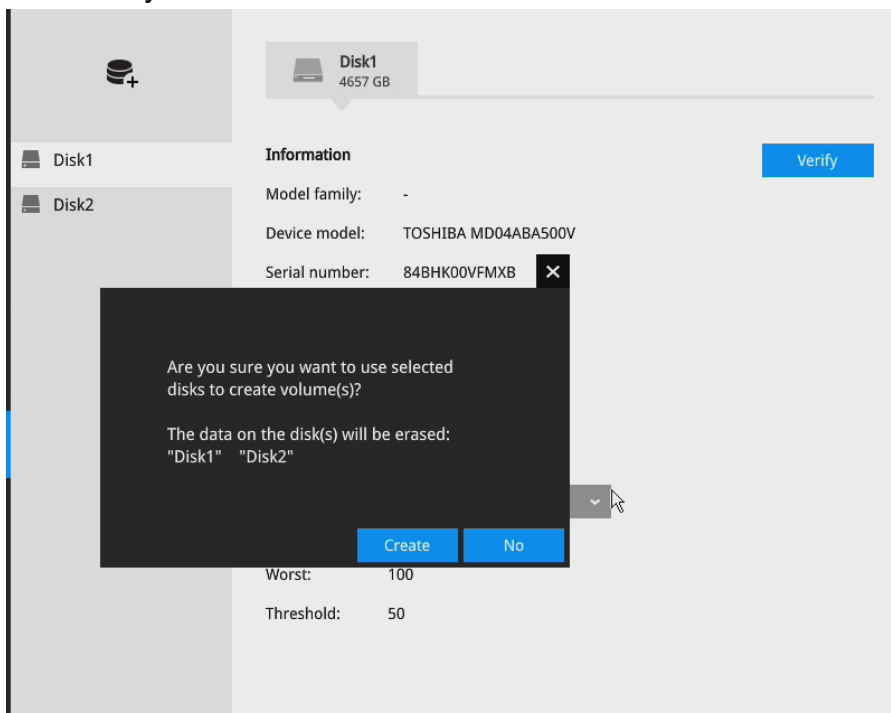 Disk1
4657 GB
Disk1
Disk2
Information
Verify
Model family: -
Device model: TOSHIBA MD04ABA500V
Serial number: 84BHK00VFMXB
Are you sure you want to use selected
disks to create volume(s)?
The data on the disk(s) will be erased:
"Disk1" "Disk2"
Create
No
Worst: 100
Threshold: 50